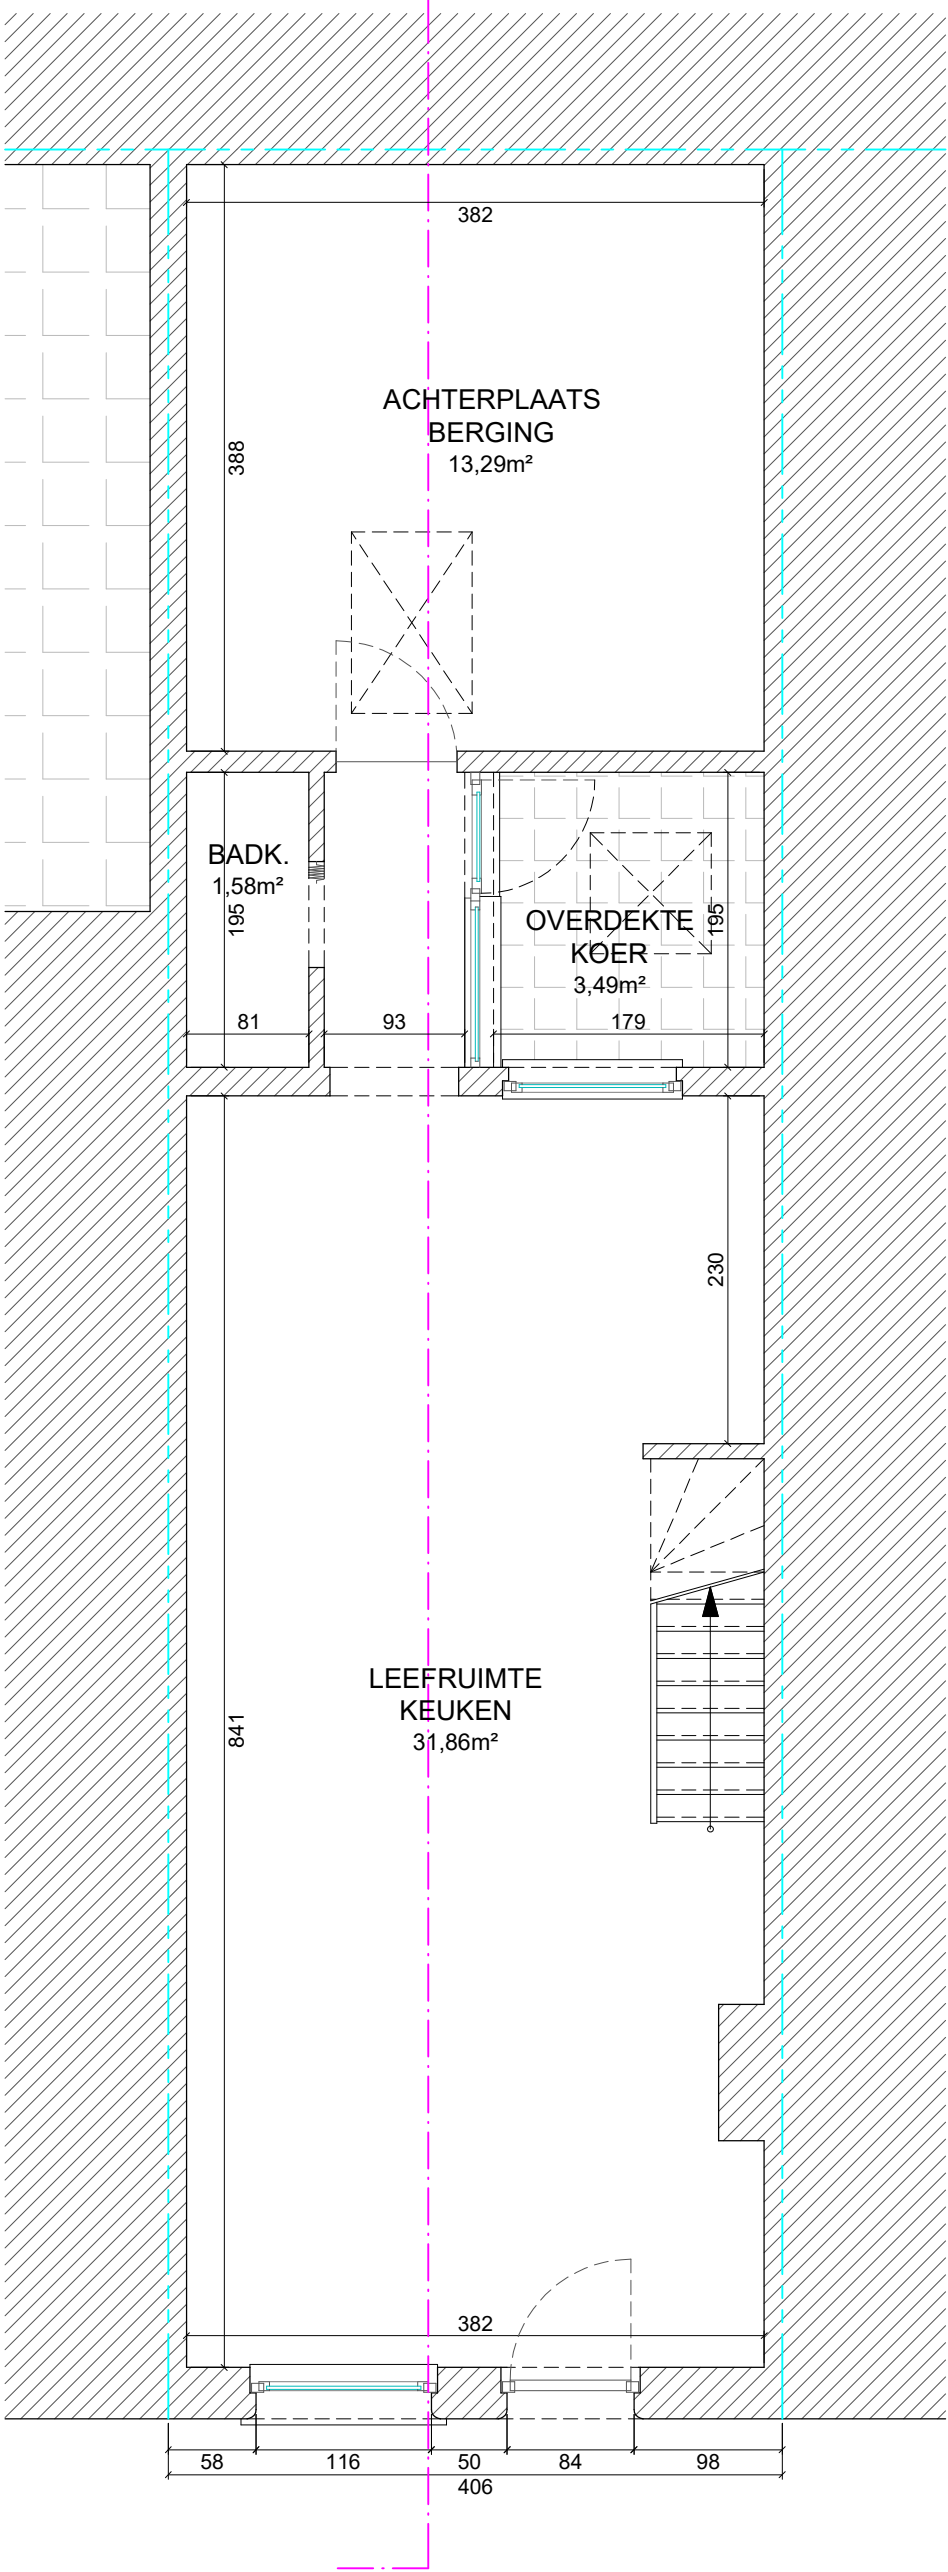 382
ACHTERPLAATS
BERGING
13,29m²
388
BADK.
1,58m²
195
OVERDEKTE
KOER
3,49m²
195
81
93
179
230
LEEFRUIMTE
KEUKEN
31,86m²
841
382
58
116
50
84
98
406